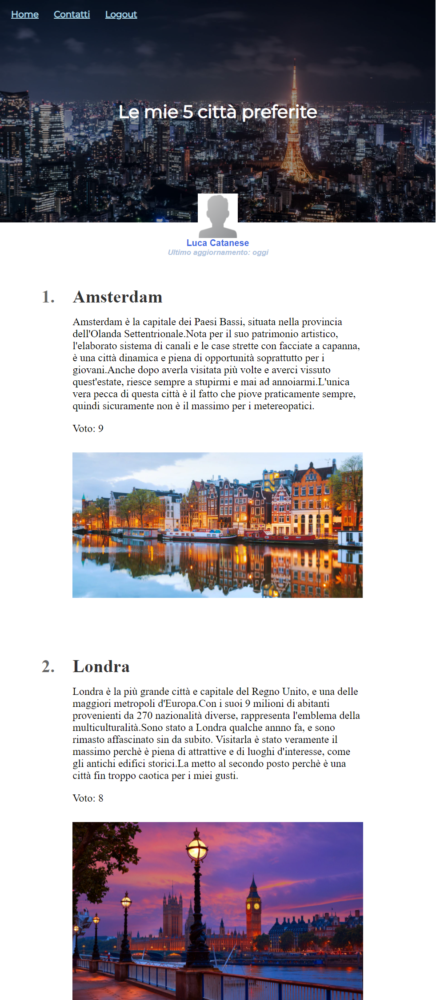 Home Contatti Logout
Le mie 5 città preferite
Luca Catanese
Ultimo aggiornamento: oggi
1. Amsterdam
Amsterdam è la capitale dei Paesi Bassi, situata nella provincia
dell'Olanda Settentrionale.Nota per il suo patrimonio artistico,
l'elaborato sistema di canali e le case strette con facciate a capanna,
è una città dinamica e piena di opportunità soprattutto per i
giovani.Anche dopo averla visitata più volte e averci vissuto
quest'estate, riesce sempre a stupirmi e mai ad annoiarmi.L'unica
vera pecca di questa città è il fatto che piove praticamente sempre,
quindi sicuramente non è il massimo per i metereopatici.
Voto: 9
2. Londra
Londra è la più grande città e capitale del Regno Unito, e una delle
maggiori metropoli d'Europa.Con i suoi 9 milioni di abitanti
provenienti da 270 nazionalità diverse, rappresenta l'emblema della
multiculturalità.Sono stato a Londra qualche annno fa, e sono
rimasto affascinato sin da subito. Visitarla è stato veramente il
massimo perchè è piena di attrattive e di luoghi d'interesse, come
gli antichi edifici storici.La metto al secondo posto perchè è una
città fin troppo caotica per i miei gusti.
Voto: 8